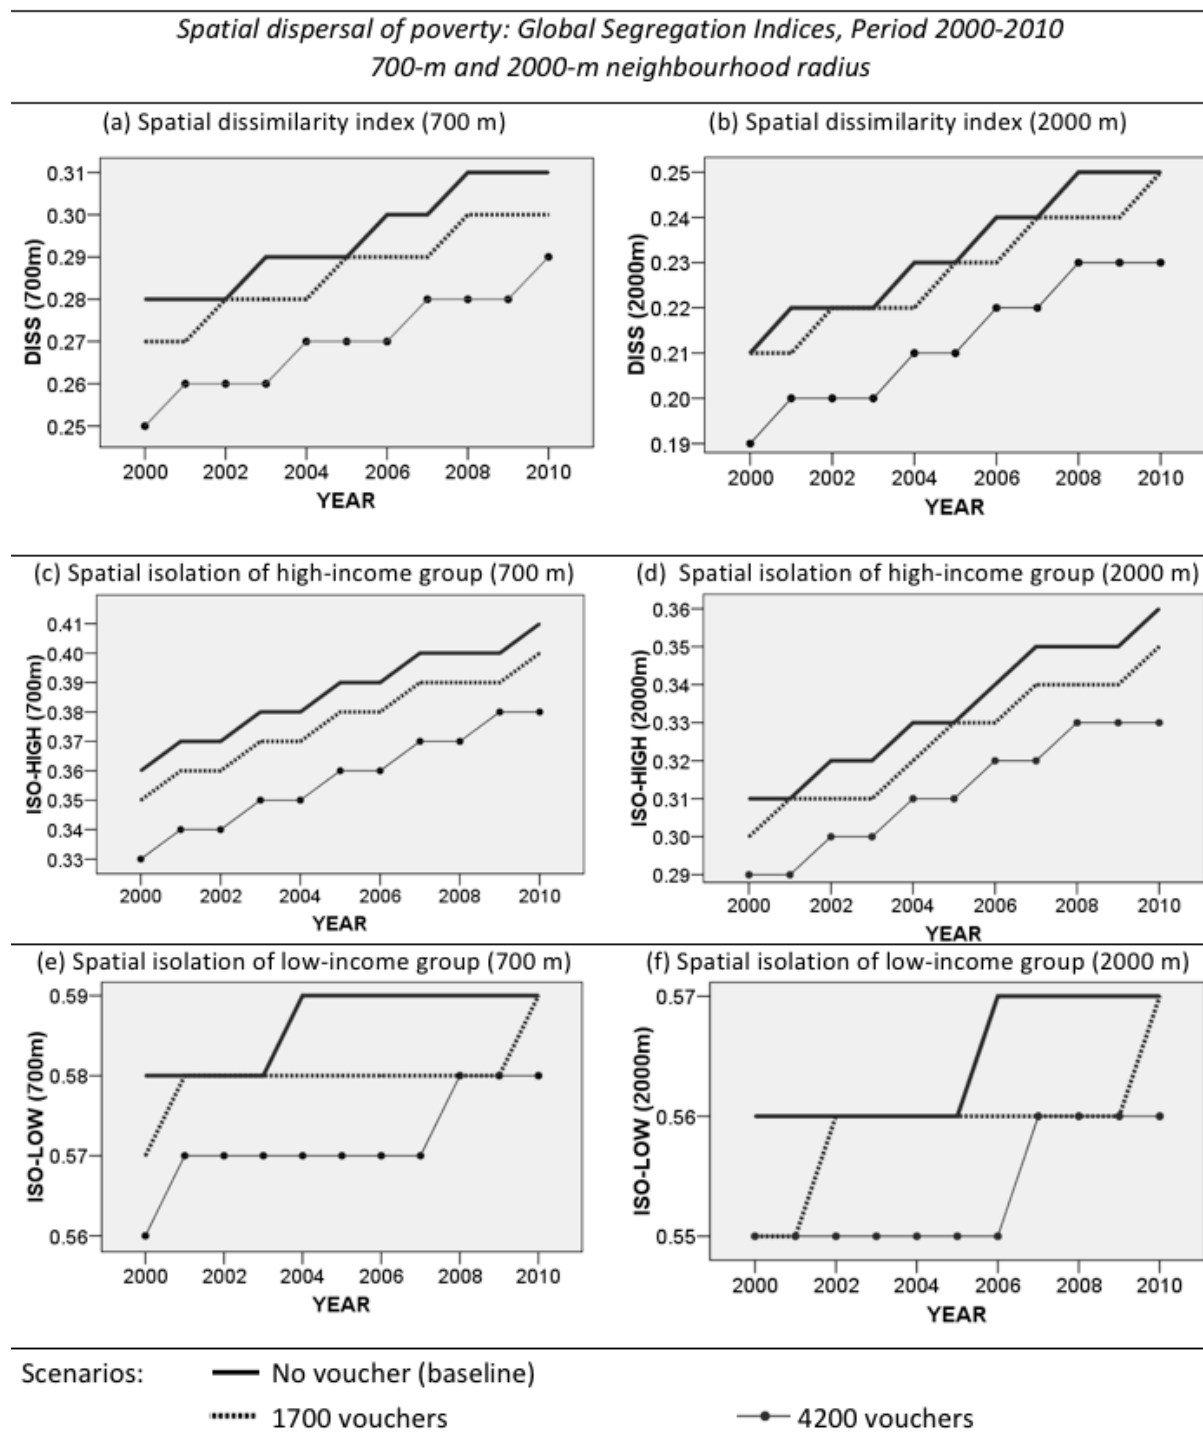 Spatial dispersal of poverty: Global Segregation Indices, Period 2000-2010
700-m and 2000-m neighbourhood radius
(a) Spatial dissimilarity index (700 m)
DISS (700m)
0.31
0.30
0.29
0.28
0.27
0.26
0.25
2000 2002 2004 2006 2008 2010
YEAR
(b) Spatial dissimilarity index (2000 m)
DISS (2000m)
0.25
0.24
0.23
0.22
0.21
0.20
0.19
2000 2002 2004 2006 2008 2010
YEAR
(c) Spatial isolation of high-income group (700 m)
ISO-HIGH (700m)
0.41
0.40
0.39
0.38
0.37
0.36
0.35
0.34
0.33
2000 2002 2004 2006 2008 2010
YEAR
(d) Spatial isolation of high-income group (2000 m)
ISO-HIGH (2000m)
0.36
0.35
0.34
0.33
0.32
0.31
0.30
0.29
2000 2002 2004 2006 2008 2010
YEAR
(e) Spatial isolation of low-income group (700 m)
ISO-LOW (700m)
0.59
0.58
0.57
0.56
2000 2002 2004 2006 2008 2010
YEAR
(f) Spatial isolation of low-income group (2000 m)
ISO-LOW (2000m)
0.57
0.56
0.55
2000 2002 2004 2006 2008 2010
YEAR
Scenarios: No voucher (baseline)
1700 vouchers 4200 vouchers